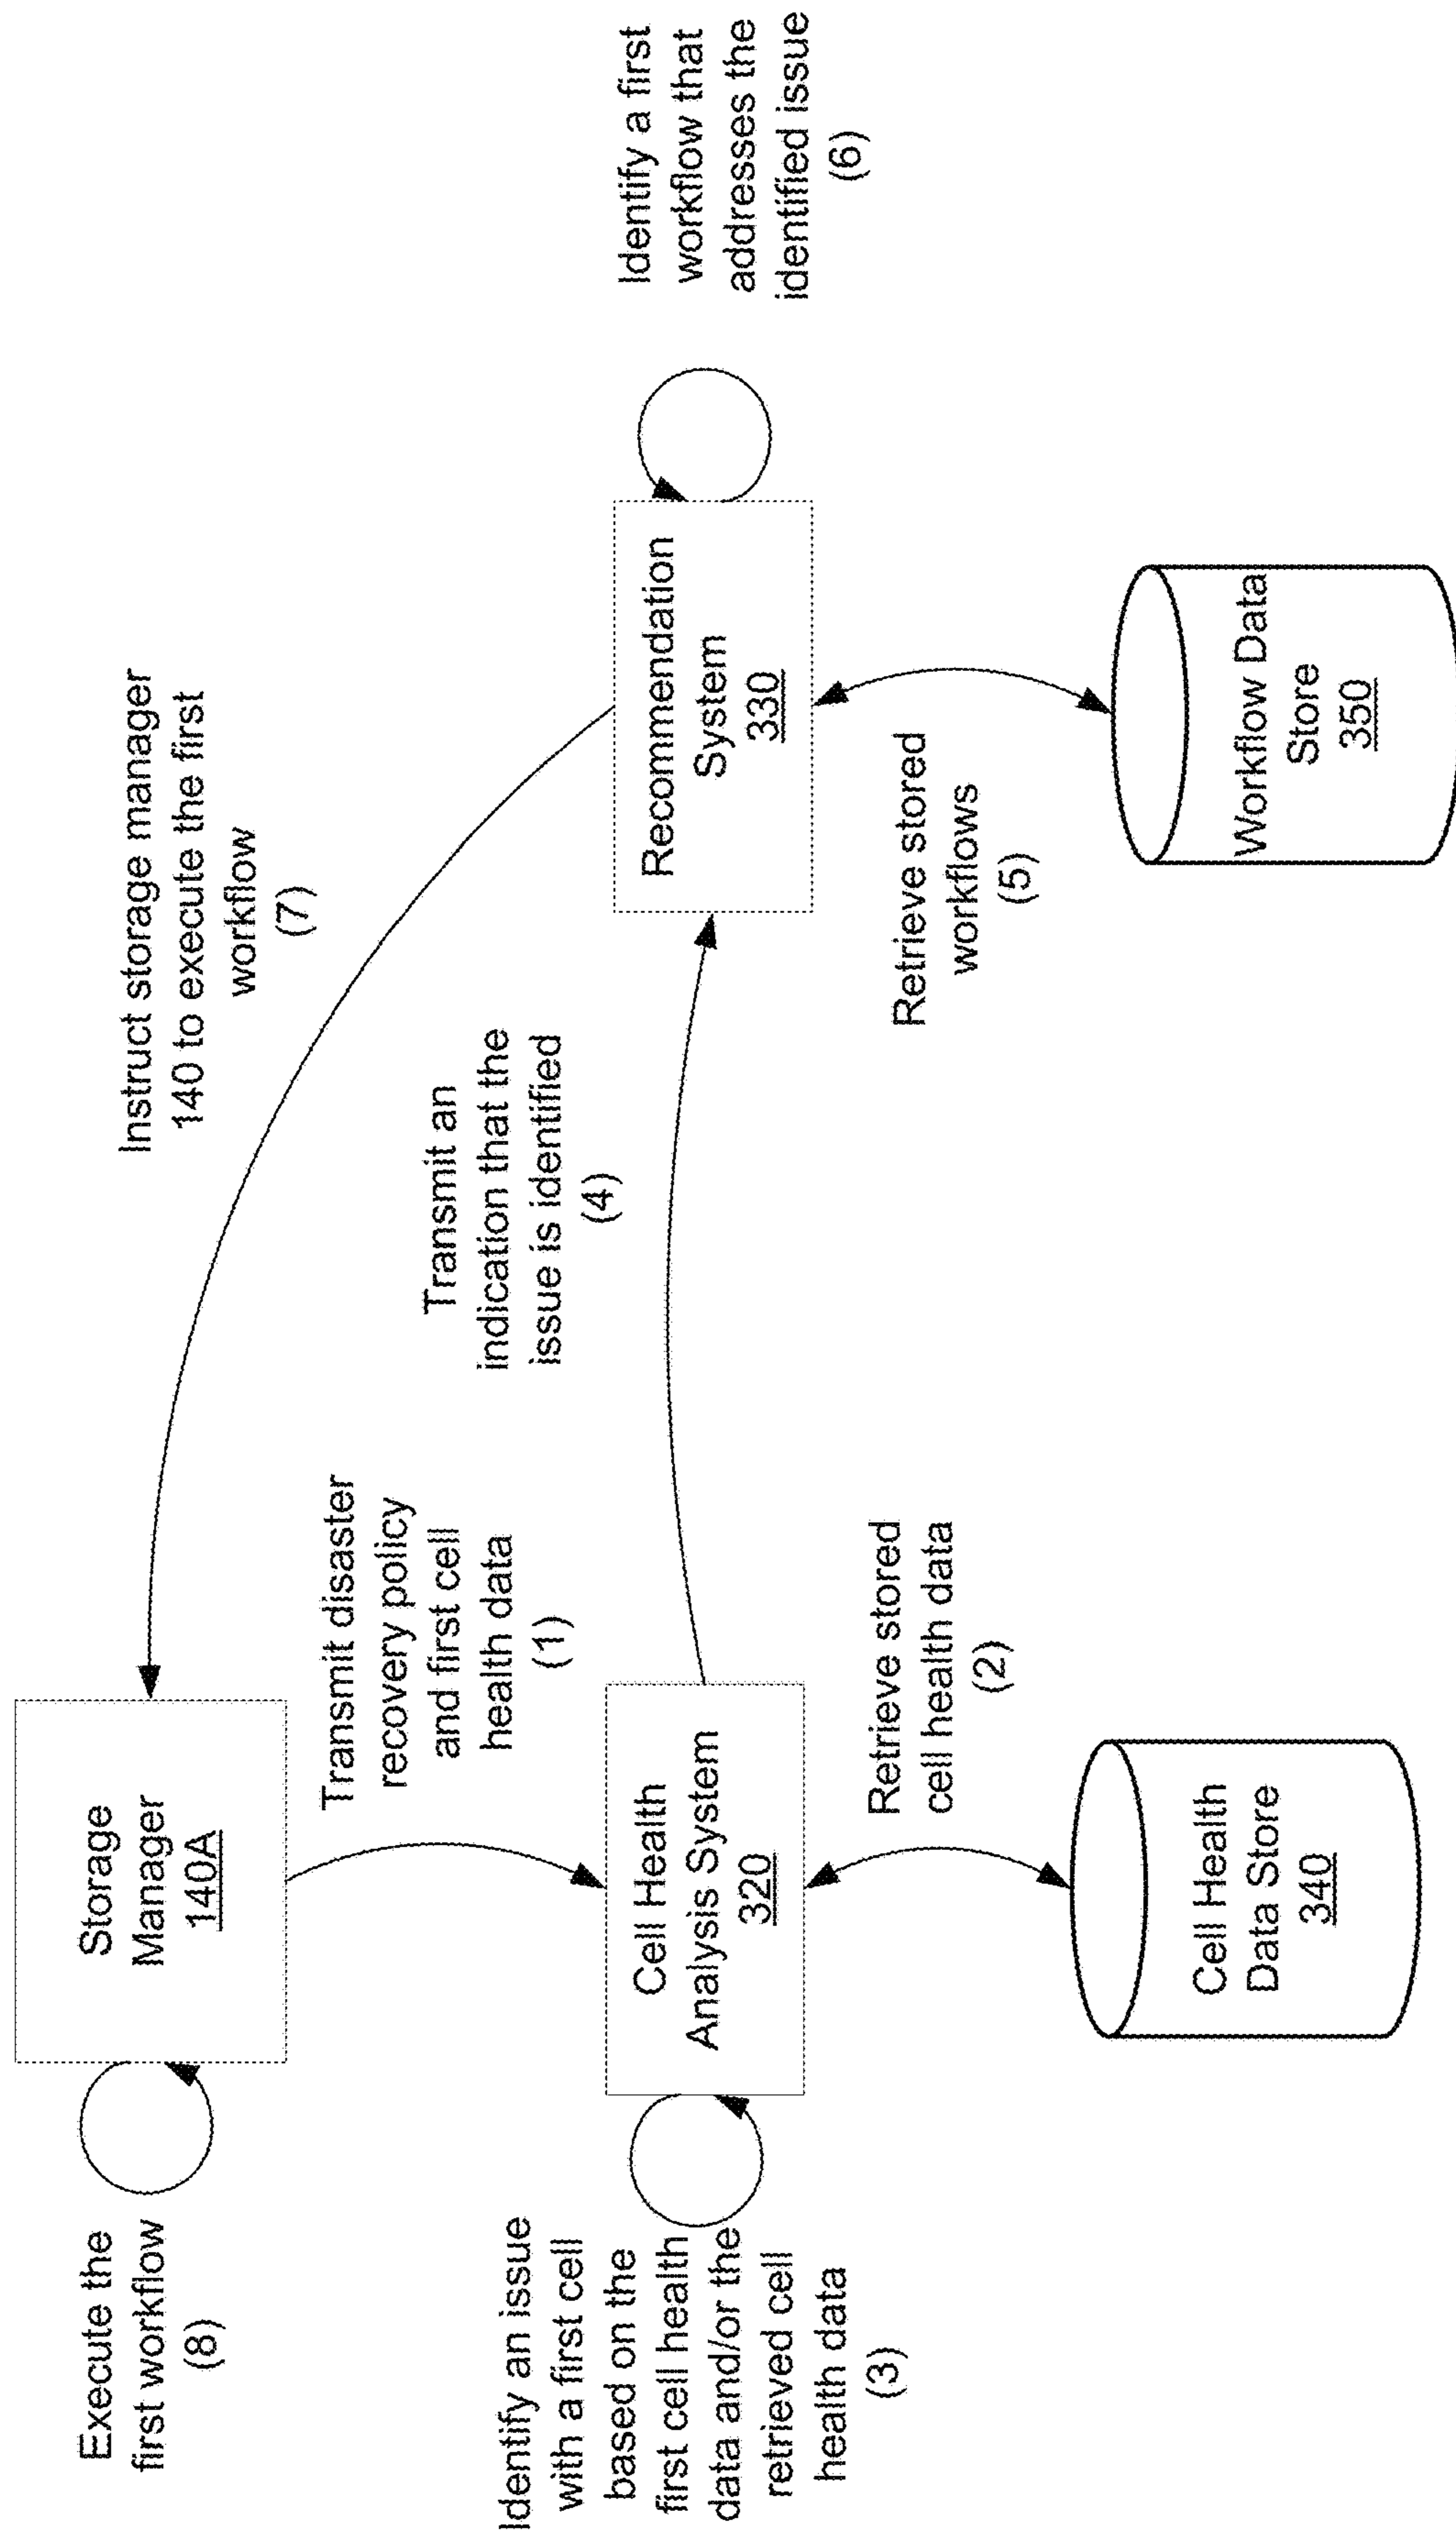 Execute the
first workflow
(8)
Storage
Manager
140A
Instruct storage manager
140 to execute the first
workflow
(7)
Transmit disaster
recovery policy
and first cell
health data
(1)
Transmit an
indication that the
issue is identified
(4)
Identify an issue
with a first cell
based on the
first cell health
data and/or the
retrieved cell
health data
(3)
Cell Health
Analysis System
320
Recommendation
System
330
Identify a first
workflow that
addresses the
identified issue
(6)
Retrieve stored
cell health data
(2)
Retrieve stored
workflows
(5)
Cell Health
Data Store
340
Workflow Data
Store
350